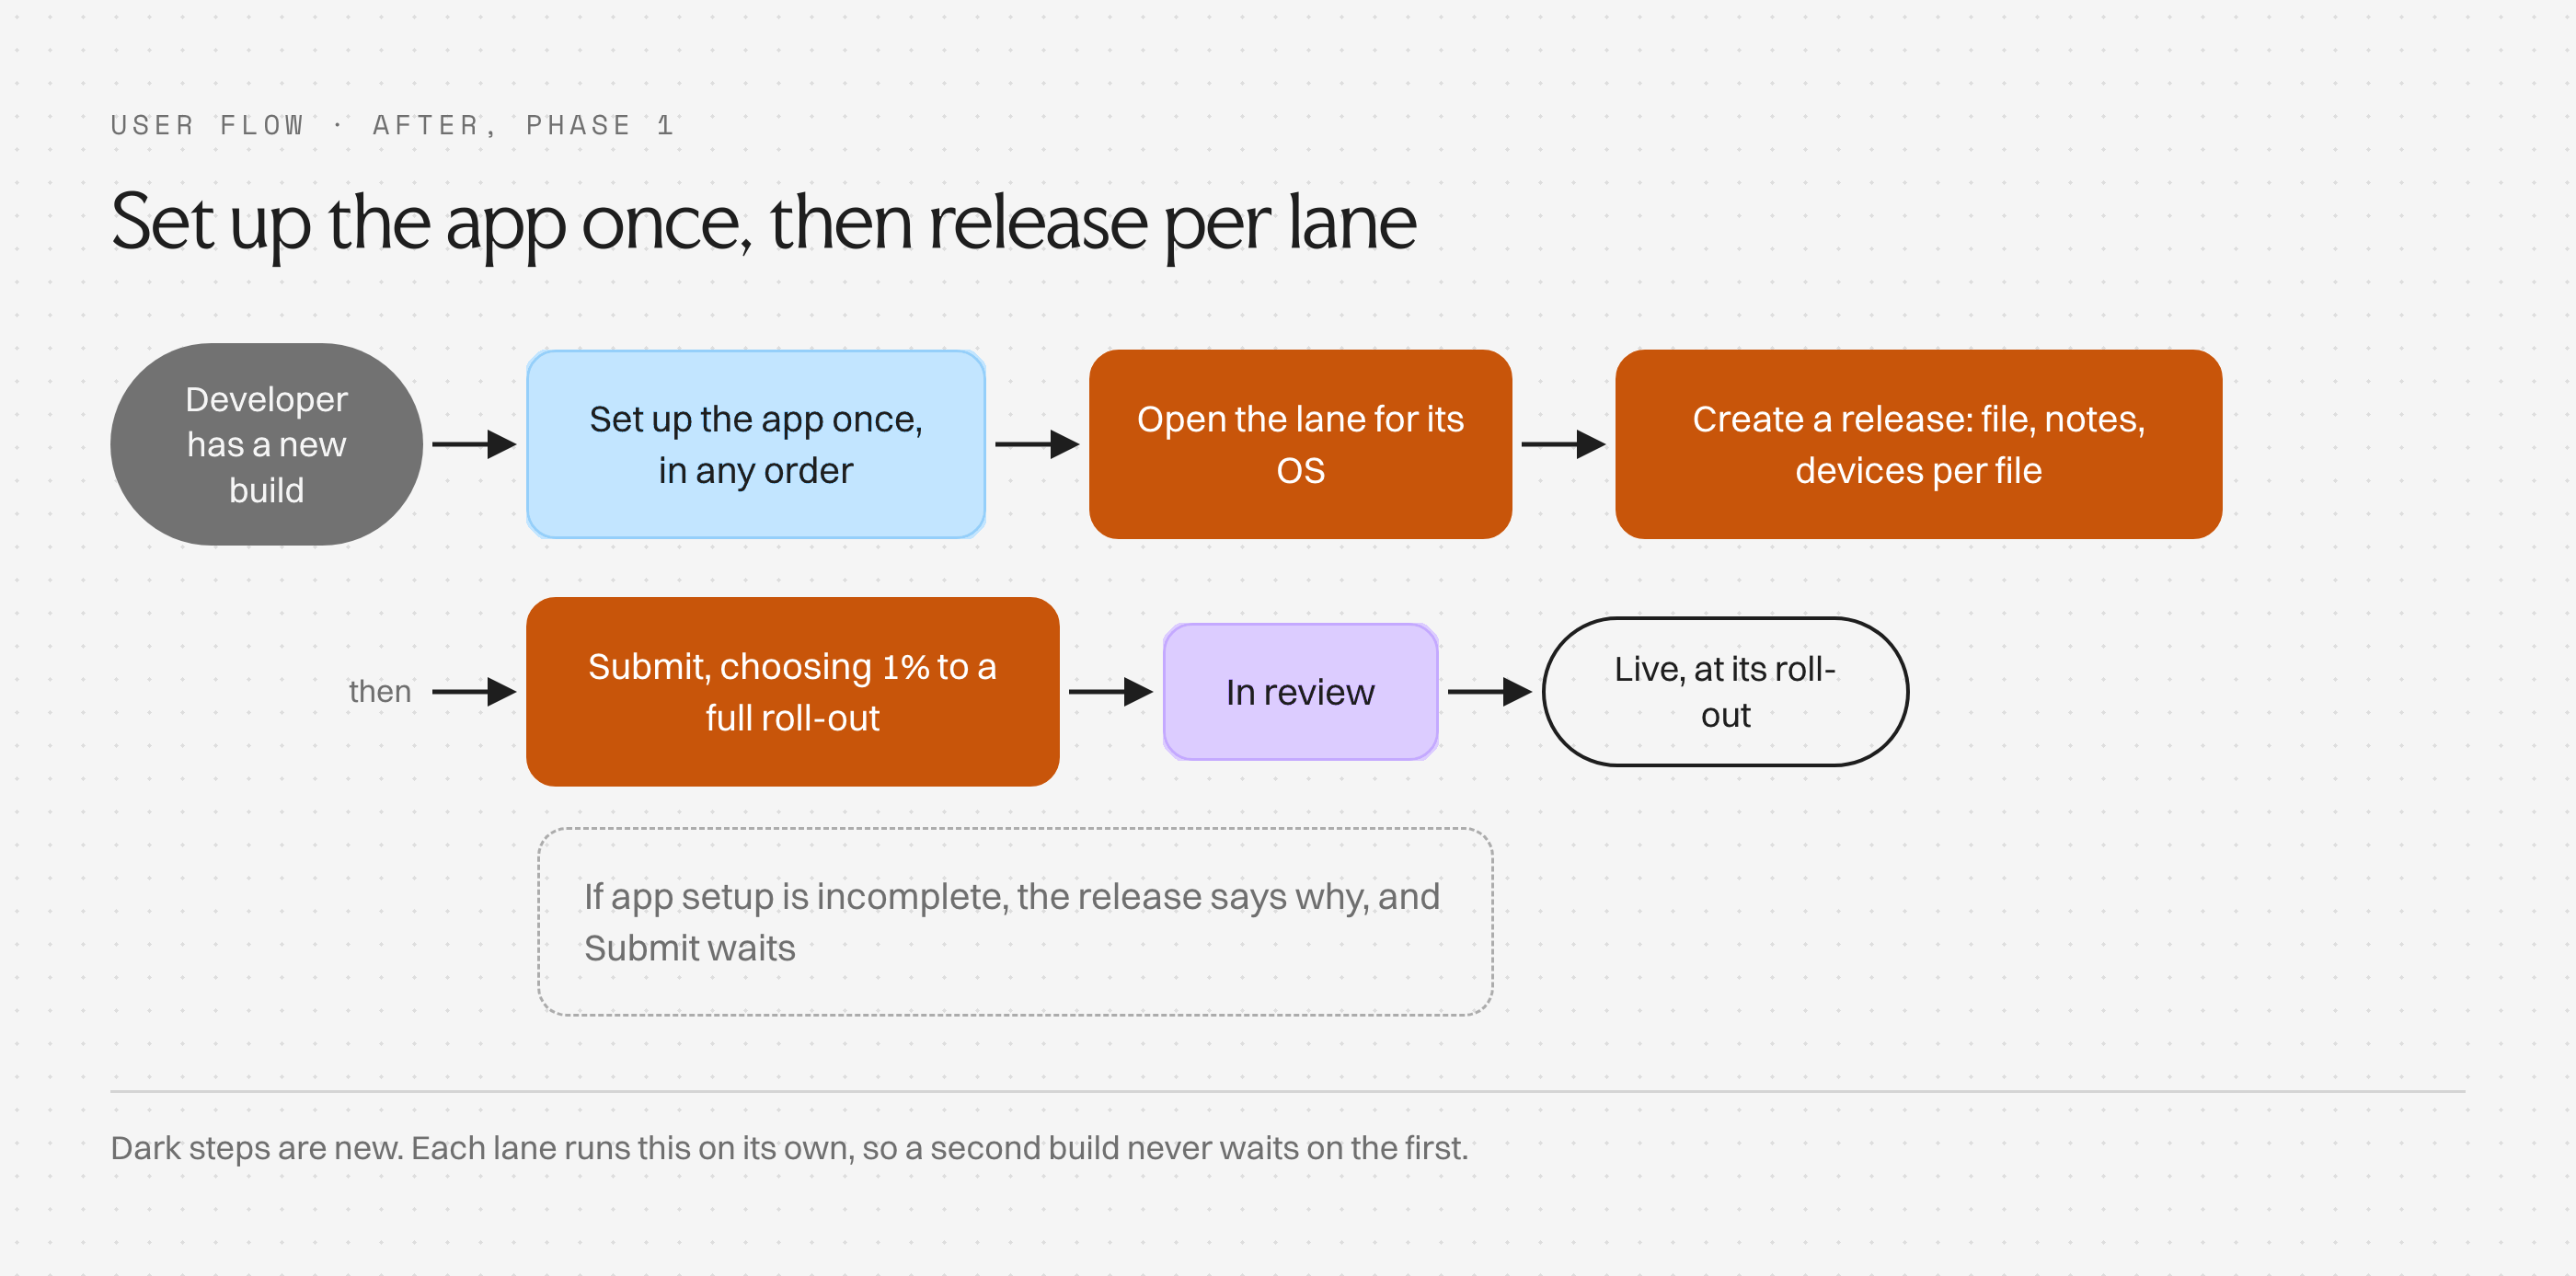 USER FLOW · AFTER, PHASE 1
Set up the app once, then release per lane
Developer
has a new
build
Set up the app once,
in any order
Open the lane for its
OS
Create a release: file, notes,
devices per file
then
Submit, choosing 1% to a
full roll-out
In review
Live, at its roll-
out
If app setup is incomplete, the release says why, and
Submit waits
Dark steps are new. Each lane runs this on its own, so a second build never waits on the first.